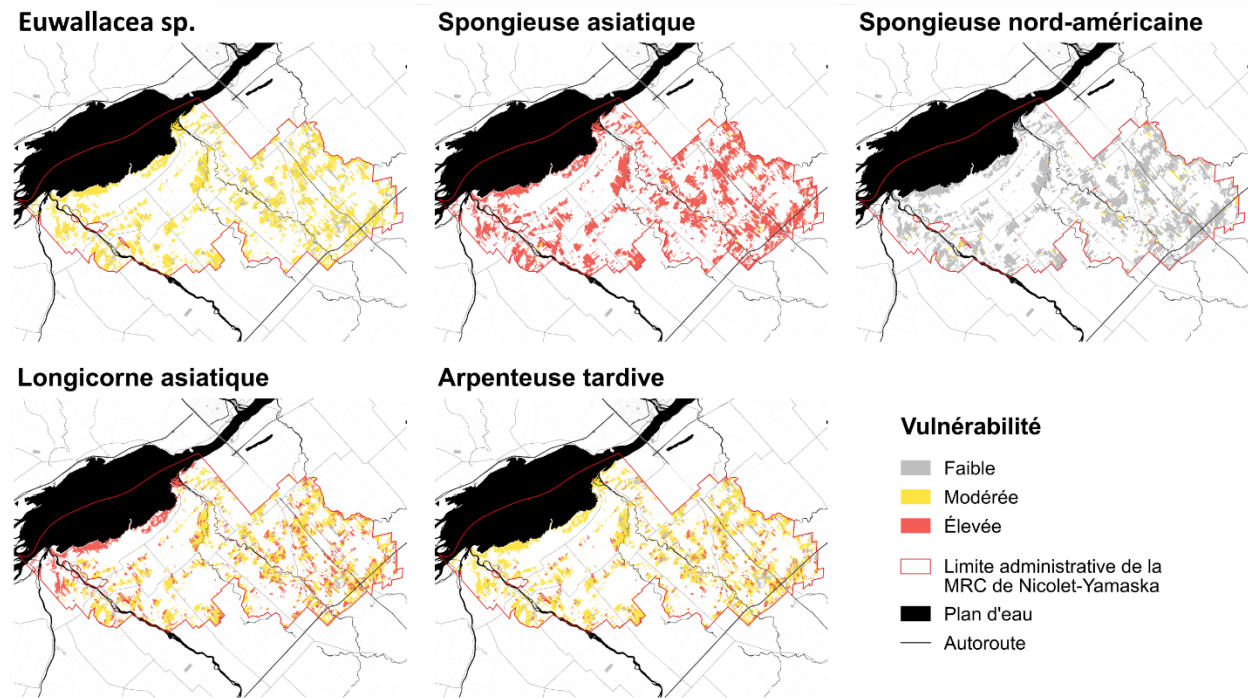 Euwallacea sp.
Spongieuse asiatique
Spongieuse nord-américaine
Longicorne asiatique
Arpenteuse tardive
Vulnérabilité
Faible
Modérée
Élevée
Limite administrative de la
MRC de Nicolet-Yamaska
Plan d'eau
Autoroute